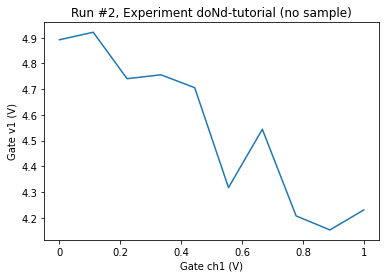 Run #2, Experiment doNd-tutorial (no sample)
4.9
4.8
4.7
4.6
4.5
4.4
4.3
4.2
Gate v1 (V)
0 0.2 0.4 0.6 0.8 1
Gate ch1 (V)